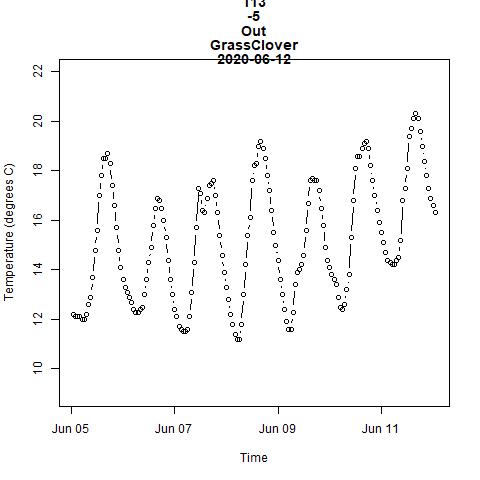 113
-5
Out
GrassClover
2020-06-12
22
20
18
16
14
12
10
Temperature (degrees C)
Jun 05 Jun 07 Jun 09 Jun 11
Time